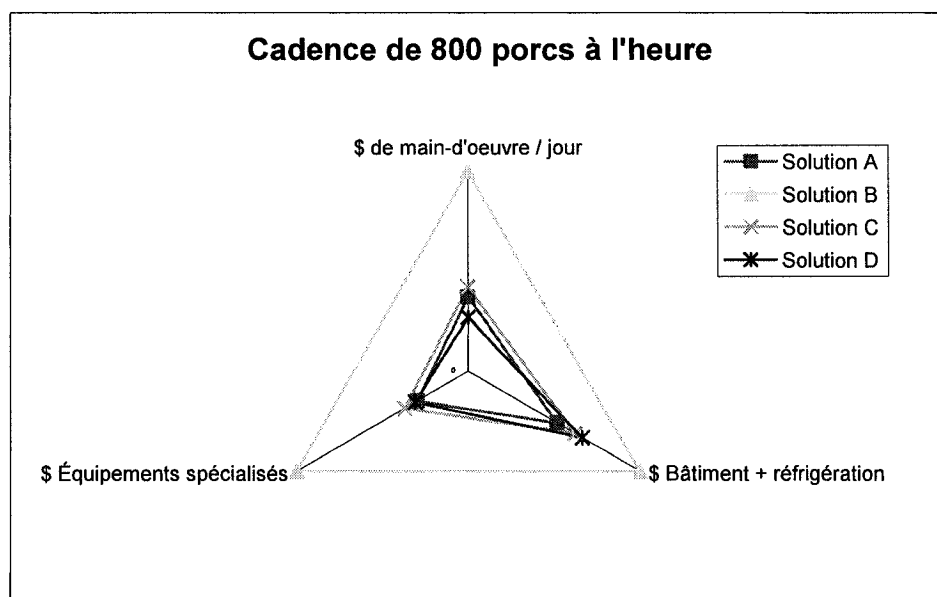 Cadence de 800 porcs à l'heure
$ de main-d'oeuvre / jour
Solution A
Solution B
Solution C
Solution D
$ Équipements spécialisés
$ Bâtiment + réfrigération